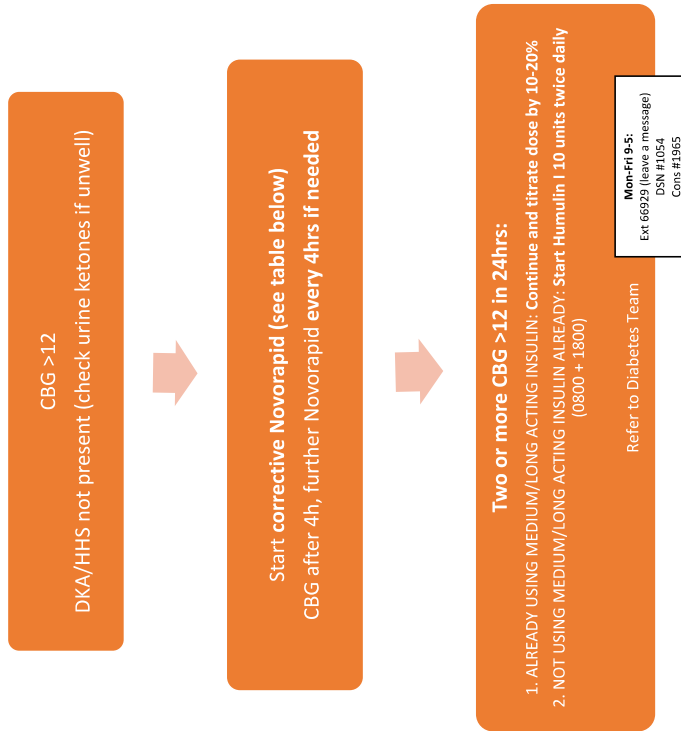 CBG >12
DKA/HHS not present (check urine ketones if unwell)
Start corrective Novorapid (see table below)
CBG after 4h, further Novorapid every 4hrs if needed
Two or more CBG >12 in 24hrs:
1. ALREADY USING MEDIUM/LONG ACTING INSULIN: Continue and titrate dose by 10-20%
2. NOT USING MEDIUM/LONG ACTING INSULIN ALREADY: Start Humulin I 10 units twice daily
(0800 + 1800)
Refer to Diabetes Team
Mon-Fri 9-5:
Ext 66929 (leave a message)
DSN #1054
Cons #1965